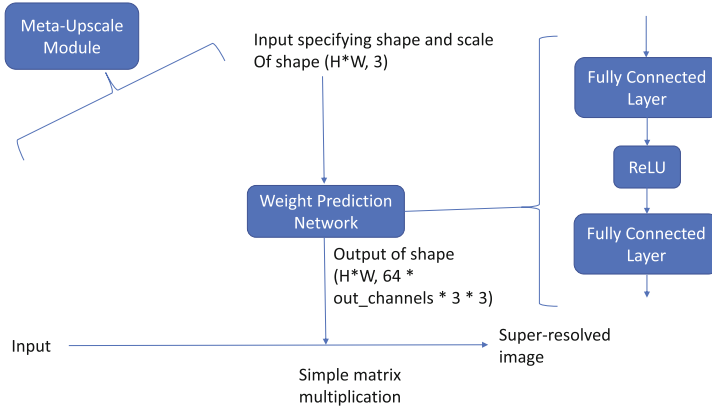 Meta-Upscale
Module
Input specifying shape and scale
Of shape (H*W, 3)
Fully Connected
Layer
ReLU
Weight Prediction
Network
Fully Connected
Layer
Output of shape
(H*W, 64 *
out_channels * 3 * 3)
Input
Super-resolved
image
Simple matrix
multiplication